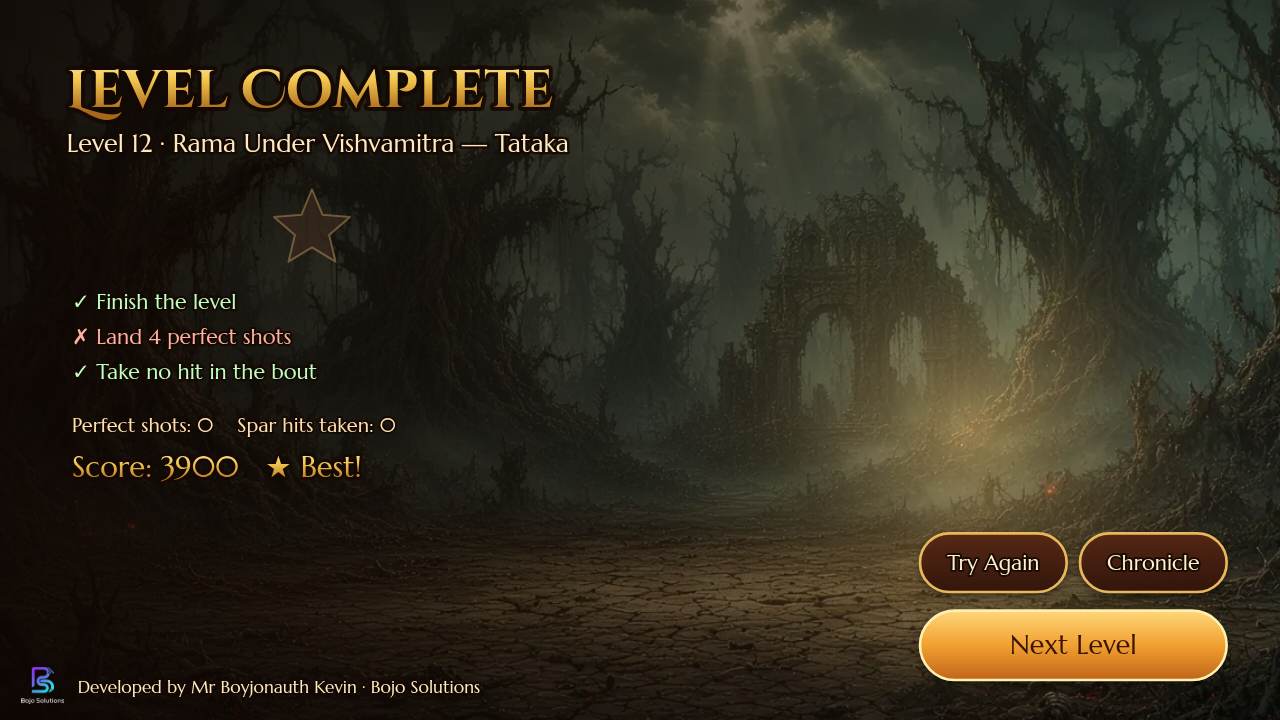 Level Complete
Level 12 · Rama Under Vishvamitra — Tataka
✓ Finish the level
✗ Land 4 perfect shots
✓ Take no hit in the bout
Perfect shots: 0 Spar hits taken: 0
Score: 3900 ★ Best!
Try Again
Chronicle
Next Level
Bojo Solutions
Developed by Mr Boyjonauth Kevin · Bojo Solutions